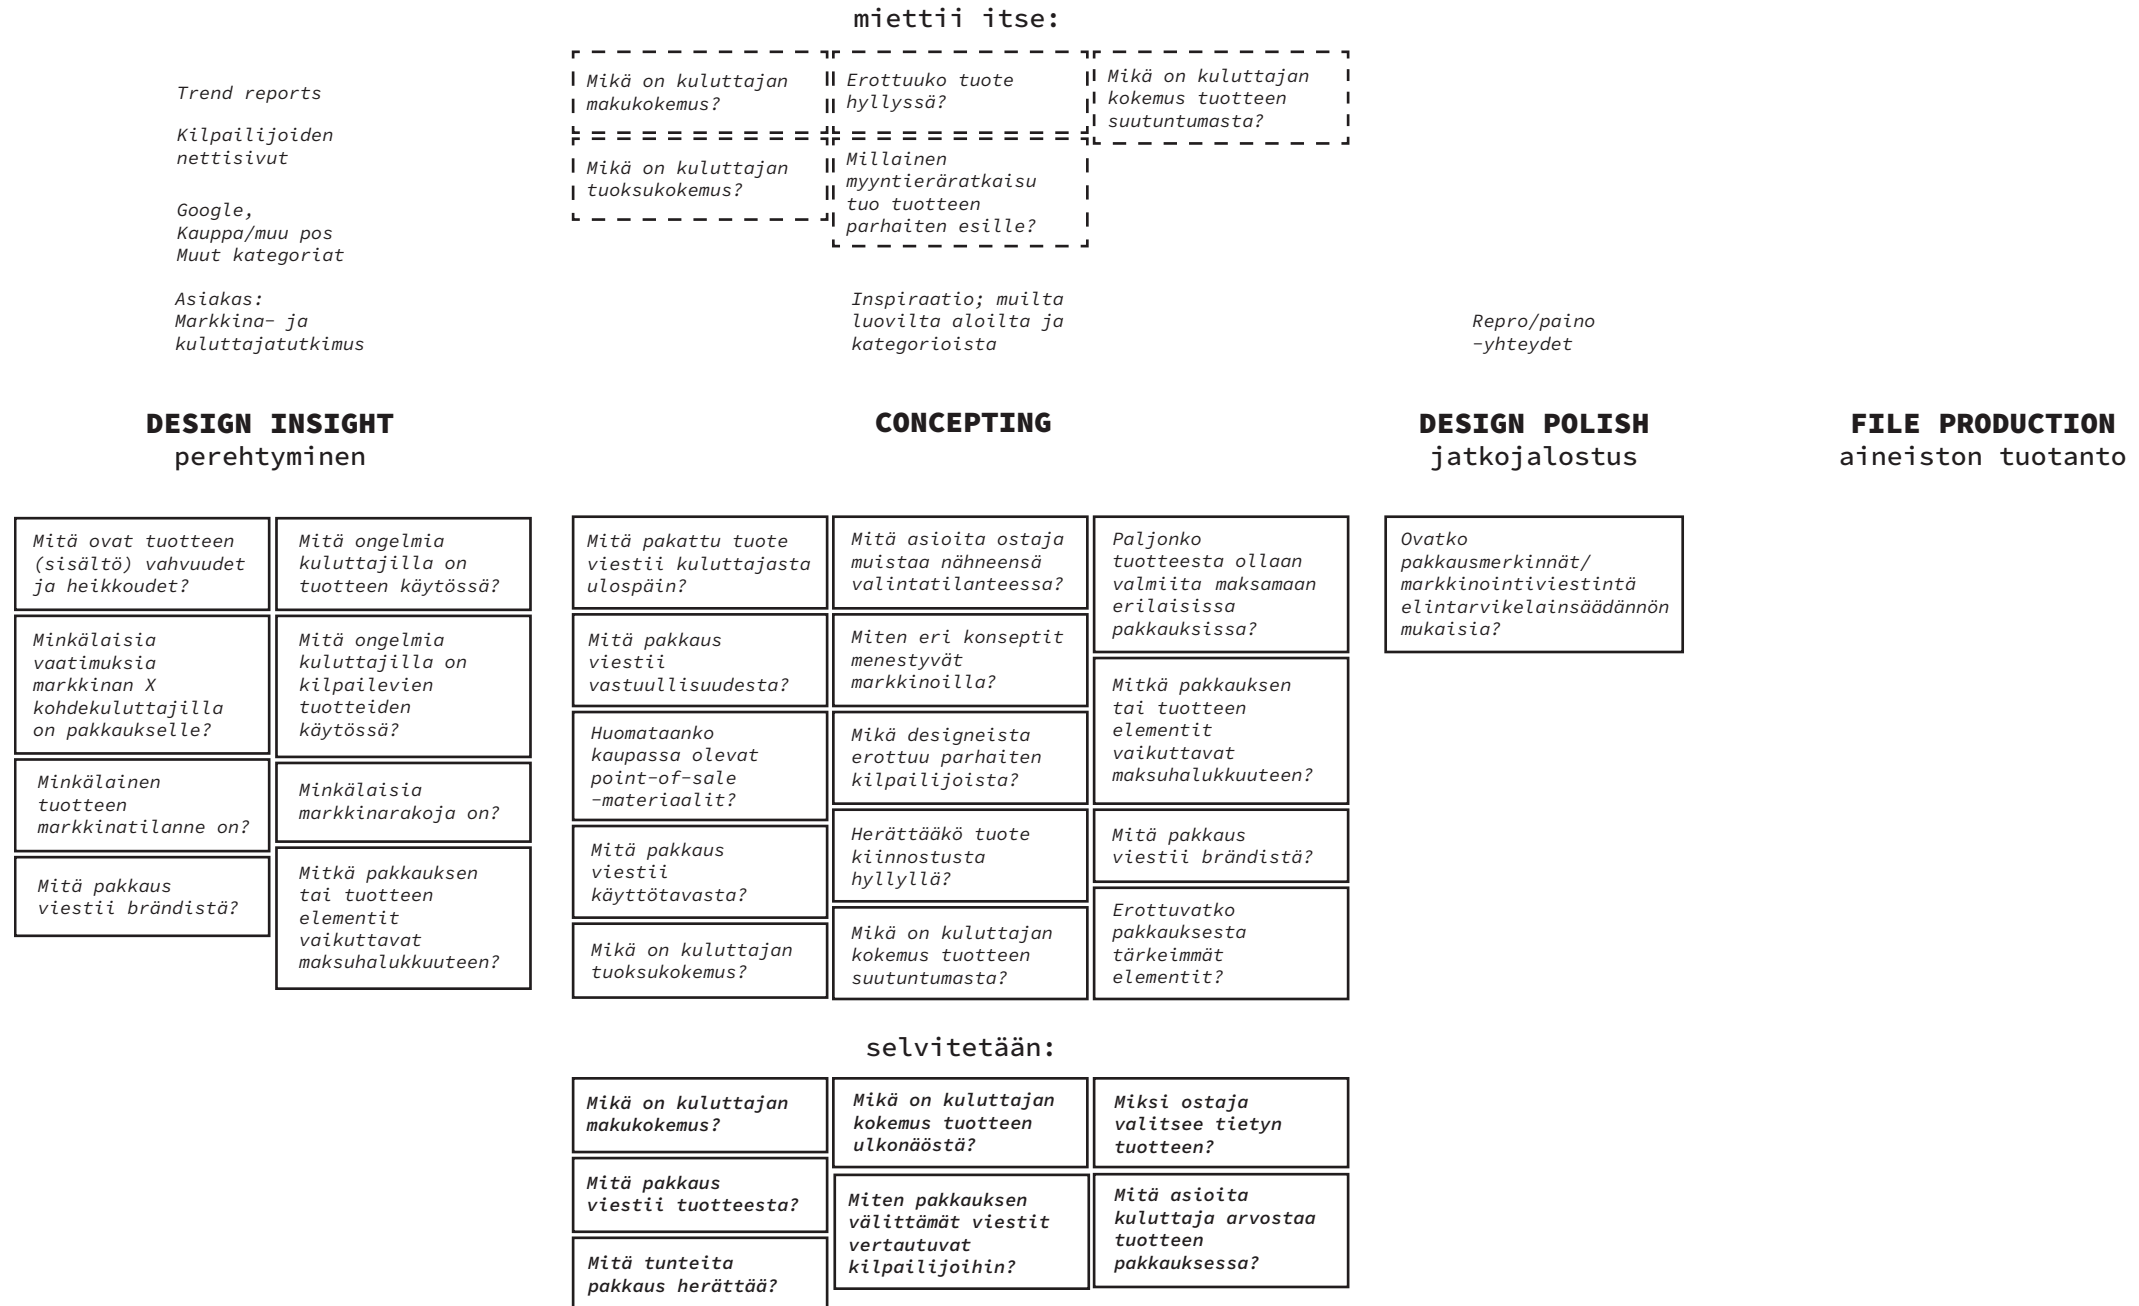 miettii itse:
Trend reports
Kilpailijoiden
nettisivut
Google,
Kauppa/muu pos
Muut kategoriat
Asiakas:
Markkina- ja
kuluttajatutkimus
Mikä on kuluttajan
makukokemus?
Erottuuko tuote
hyllyssä?
Mikä on kuluttajan
kokemus tuotteen
suutuntumasta?
Mikä on kuluttajan
tuoksukokemus?
Millainen
myyntieräratkaisu
tuo tuotteen
parhaiten esille?
Inspiraatio; muilta
luovilta aloilta ja
kategorioista
Repro/paino
-yhteydet
DESIGN INSIGHT
perehtyminen
CONCEPTING
DESIGN POLISH
jatkojalostus
FILE PRODUCTION
aineiston tuotanto
Mitä ovat tuotteen
(sisältö) vahvuudet
ja heikkoudet?
Minkälaisia
vaatimuksia
markkinan X
kohdekuluttajilla
on pakkaukselle?
Minkälainen
tuotteen
markkinatilanne on?
Mitä pakkaus
viestii brändistä?
Mitä ongelmia
kuluttajilla on
tuotteen käytössä?
Mitä ongelmia
kuluttajilla on
kilpailevien
tuotteiden
käytössä?
Minkälaisia
markkinarakoja on?
Mitkä pakkauksen
tai tuotteen
elementit
vaikuttavat
maksuhalukkuuteen?
Mitä pakattu tuote
viestii kuluttajasta
ulospäin?
Mitä pakkaus
viestii
vastuullisuudesta?
Huomataanko
kaupassa olevat
point-of-sale
-materiaalit?
Mitä pakkaus
viestii
käyttötavasta?
Mikä on kuluttajan
tuoksukokemus?
Mitä asioita ostaja
muistaa nähneensä
valintatilanteessa?
Miten eri konseptit
menestyvät
markkinoilla?
Mikä designeista
erottuu parhaiten
kilpailijoista?
Herättääkö tuote
kiinnostusta
hyllyllä?
Mikä on kuluttajan
kokemus tuotteen
suutuntumasta?
Paljonko
tuotteesta ollaan
valmiita maksamaan
erilaisissa
pakkauksissa?
Mitkä pakkauksen
tai tuotteen
elementit
vaikuttavat
maksuhalukkuuteen?
Mitä pakkaus
viestii brändistä?
Erottuvatko
pakkauksesta
tärkeimmät
elementit?
Ovatko
pakkausmerkinnät/
markkinointiviestintä
elintarvikelainsäädännön
mukaisia?
selvitetään:
Mikä on kuluttajan
makukokemus?
Mitä pakkaus
viestii tuotteesta?
Mitä tunteita
pakkaus herättää?
Mikä on kuluttajan
kokemus tuotteen
ulkonäöstä?
Miten pakkauksen
välittämät viestit
vertautuvat
kilpailijoihin?
Miksi ostaja
valitsee tietyn
tuotteen?
Mitä asioita
kuluttaja arvostaa
tuotteen
pakkauksessa?